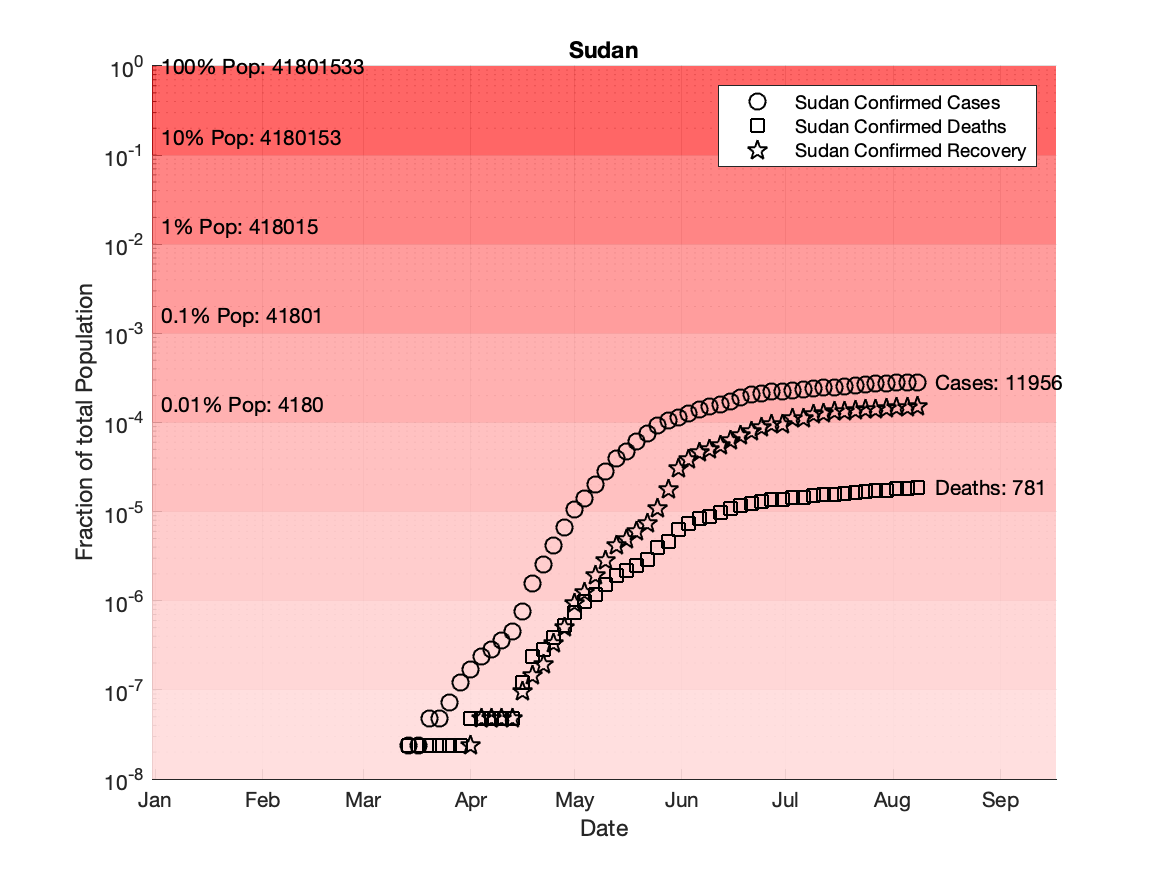 Sudan
10^0
10^-1
10^-2
10^-3
10^-4
10^-5
10^-6
10^-7
10^-8
Fraction of total Population
100% Pop: 41801533
10% Pop: 4180153
1% Pop: 418015
0.1% Pop: 41801
0.01% Pop: 4180
Sudan Confirmed Cases
Sudan Confirmed Deaths
Sudan Confirmed Recovery
Cases: 11956
Deaths: 781
Jan Feb Mar Apr May Jun Jul Aug Sep
Date